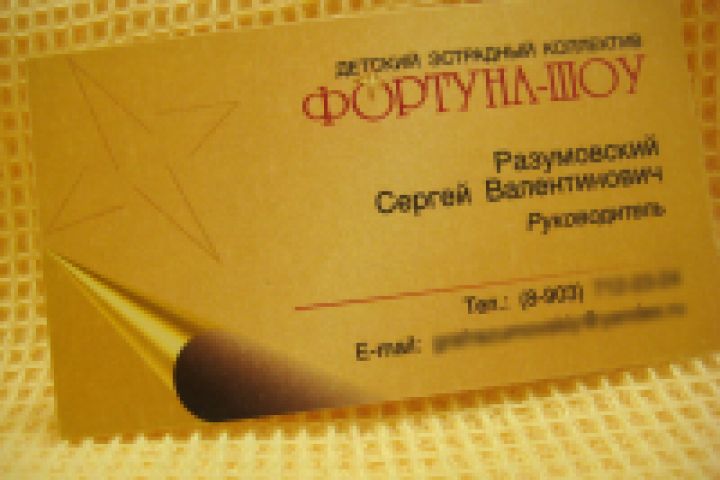 ДЕТСКИЙ ЭСТРАДНЫЙ КОЛЛЕКТИВ
ФОРТУНА-ШОУ
Разумовский
Сергей Валентинович
Руководитель
Тел.: (8-903)
E-mail: